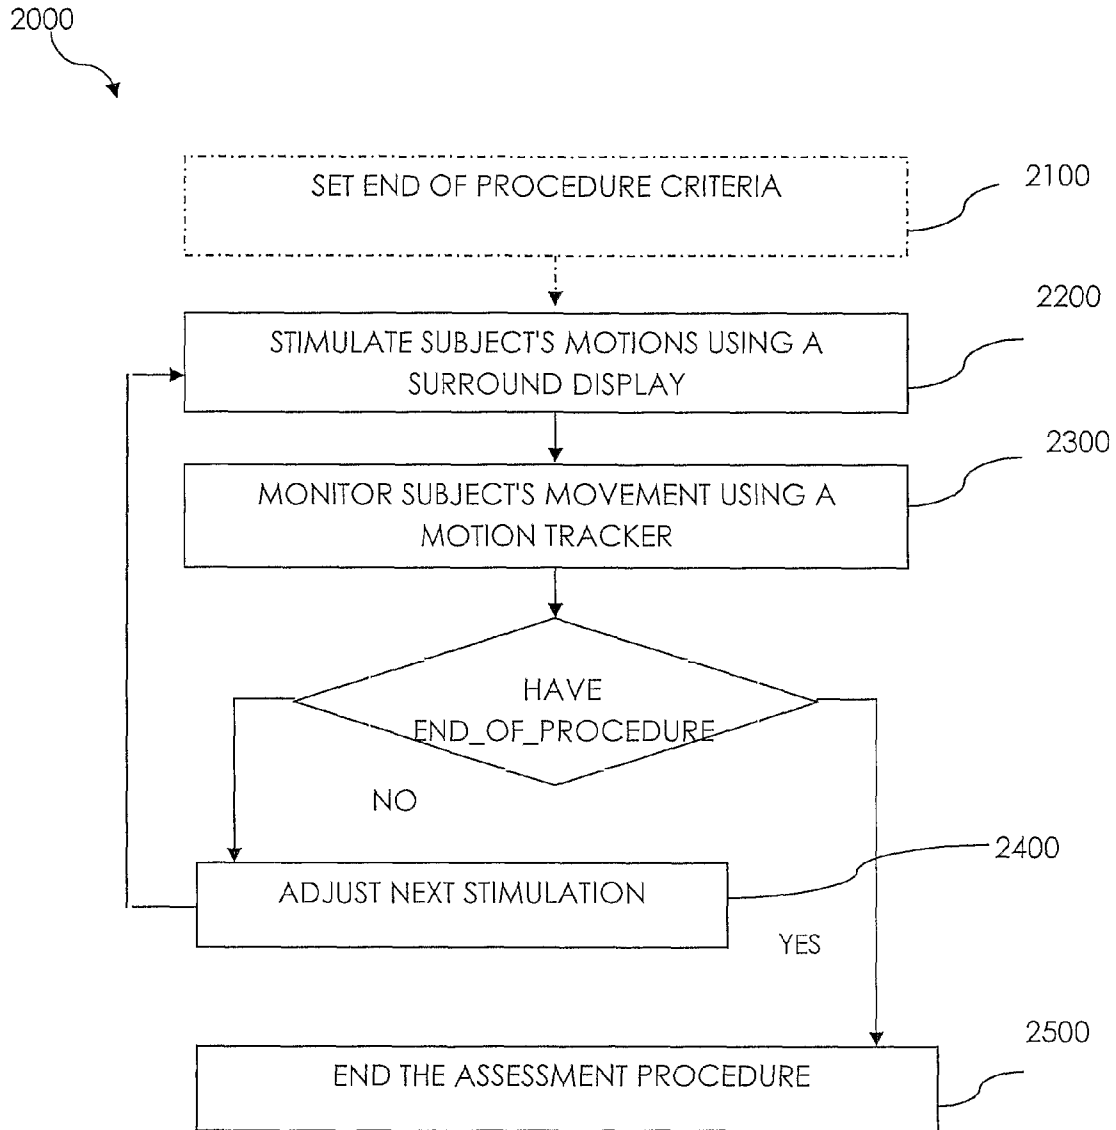 2000
SET END OF PROCEDURE CRITERIA
2100
2200
STIMULATE SUBJECT'S MOTIONS USING A
SURROUND DISPLAY
2300
MONITOR SUBJECT'S MOVEMENT USING A
MOTION TRACKER
HAVE
END_OF_PROCEDURE
NO
2400
ADJUST NEXT STIMULATION
YES
2500
END THE ASSESSMENT PROCEDURE